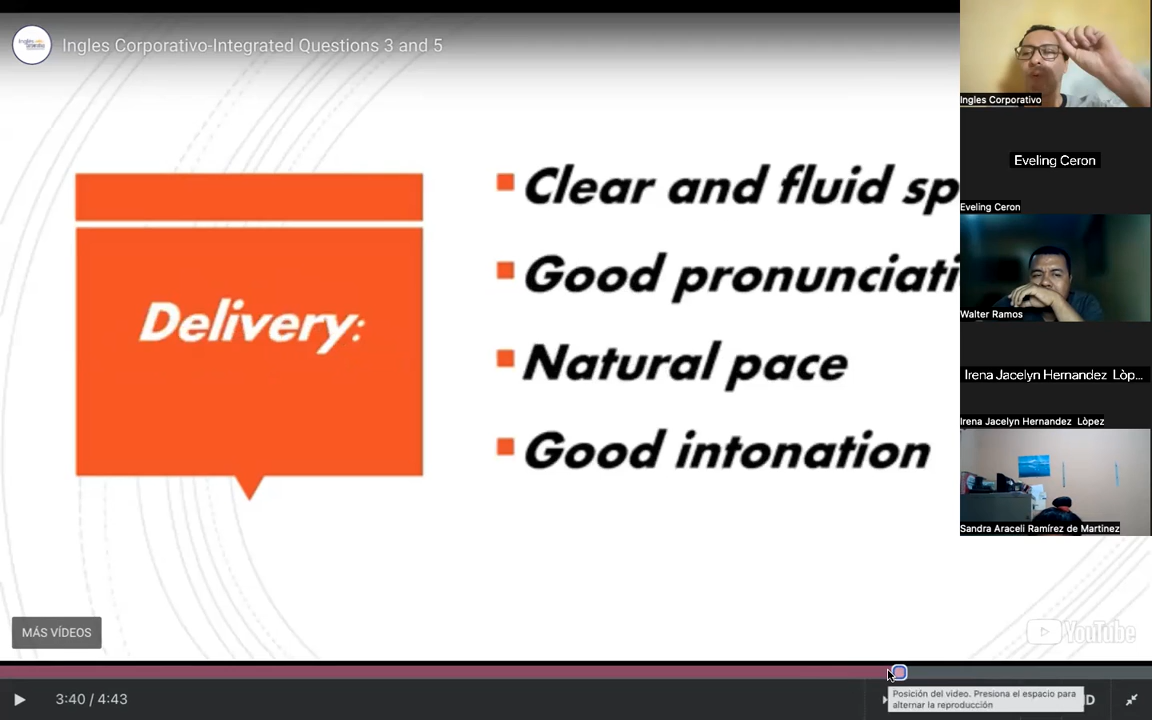 Ingles Corporativo-Integrated Questions 3 and 5
Delivery:
Clear and fluid sp
Good pronunciati
Natural pace
Good intonation
Ingles Corporativo
Eveling Ceron
Eveling Ceron
Walter Ramos
Irena Jacelyn Hernandez Lòp...
Irena Jacelyn Hernandez Lòpez
Sandra Araceli Ramírez de Martinez
MÁS VÍDEOS
YouTube
3:40 / 4:43
Posición del video. Presiona el espacio para
alternar la reproducción